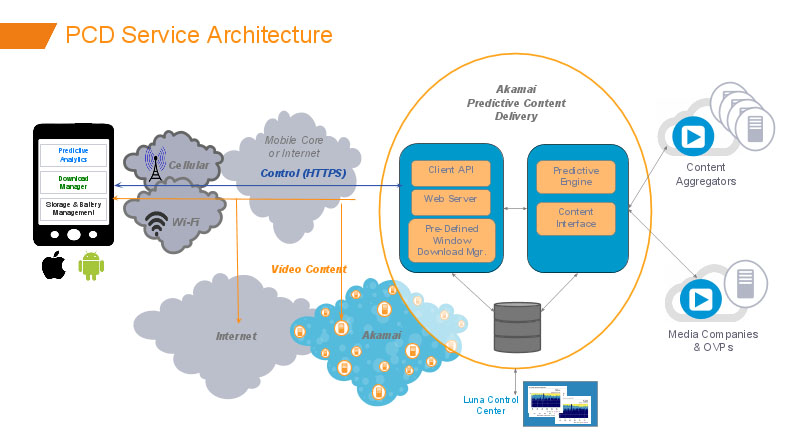 PCD Service Architecture
Akamai
Predictive Content
Delivery
Mobile Core
or Internet
Predictive
Analytics
Download
Manager
Storage & Battery
Management
Cellular
Wi-Fi
Control (HTTPS)
Client API
Web Server
Pre-Defined
Window
Download Mgr.
Predictive
Engine
Content
Interface
Content
Aggregators
Video Content
Internet
Akamai
Media Companies
& OVPs
Luna Control
Center